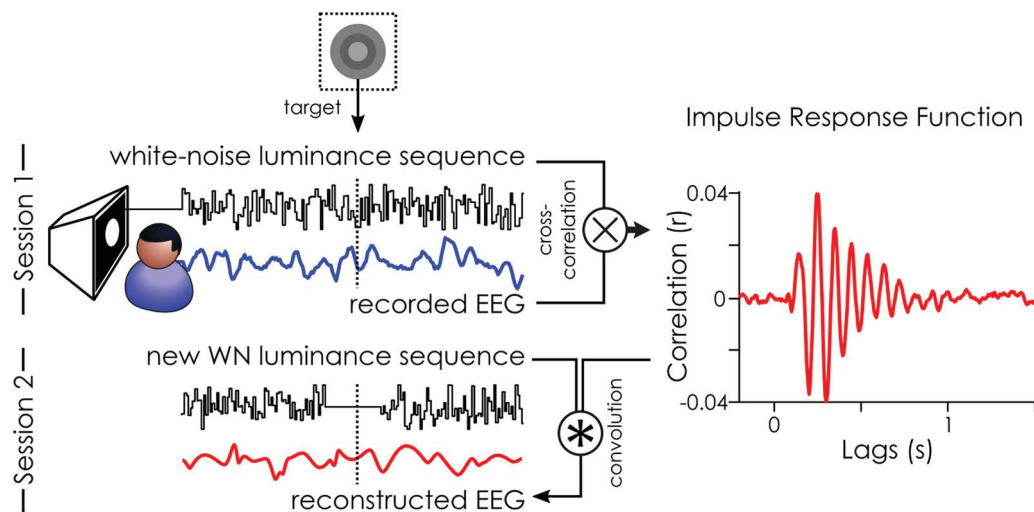 target
Impulse Response Function
Session 1
white-noise luminance sequence
cross-
correlation
recorded EEG
Session 2
new WN luminance sequence
convolution
reconstructed EEG
Correlation (r)
0.04
0
-0.04
0
1
Lags (s)